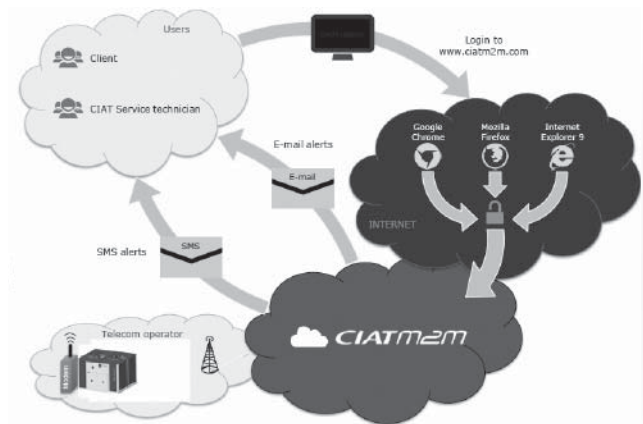 Users
Client
CIAT Service technician
Login to
www.ciatm2m.com
Google
Chrome
Mozilla
Firefox
Internet
Explorer 9
INTERNET
E-mail alerts
E-mail
SMS alerts
SMS
CIATm2m
Telecom operator
Modem